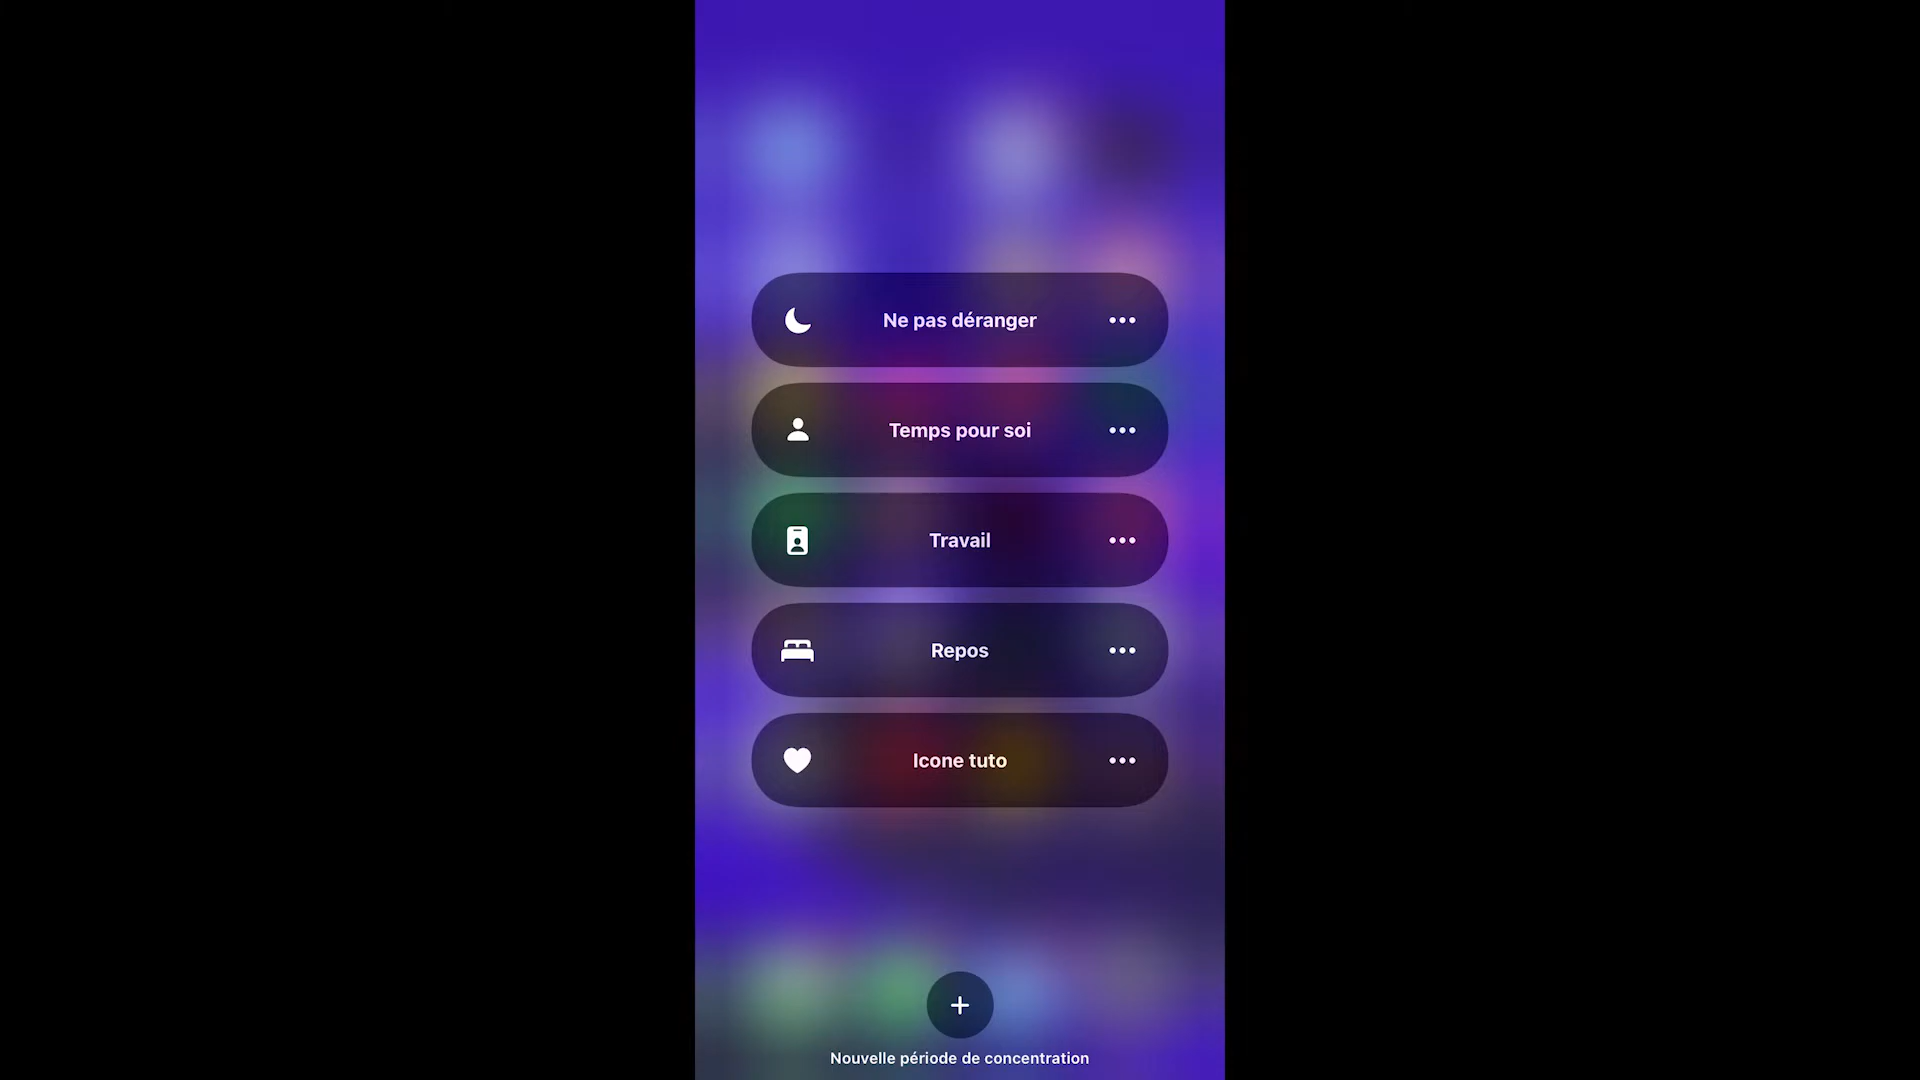 Ne pas déranger
Temps pour soi
Travail
Repos
Icone tuto
Nouvelle période de concentration